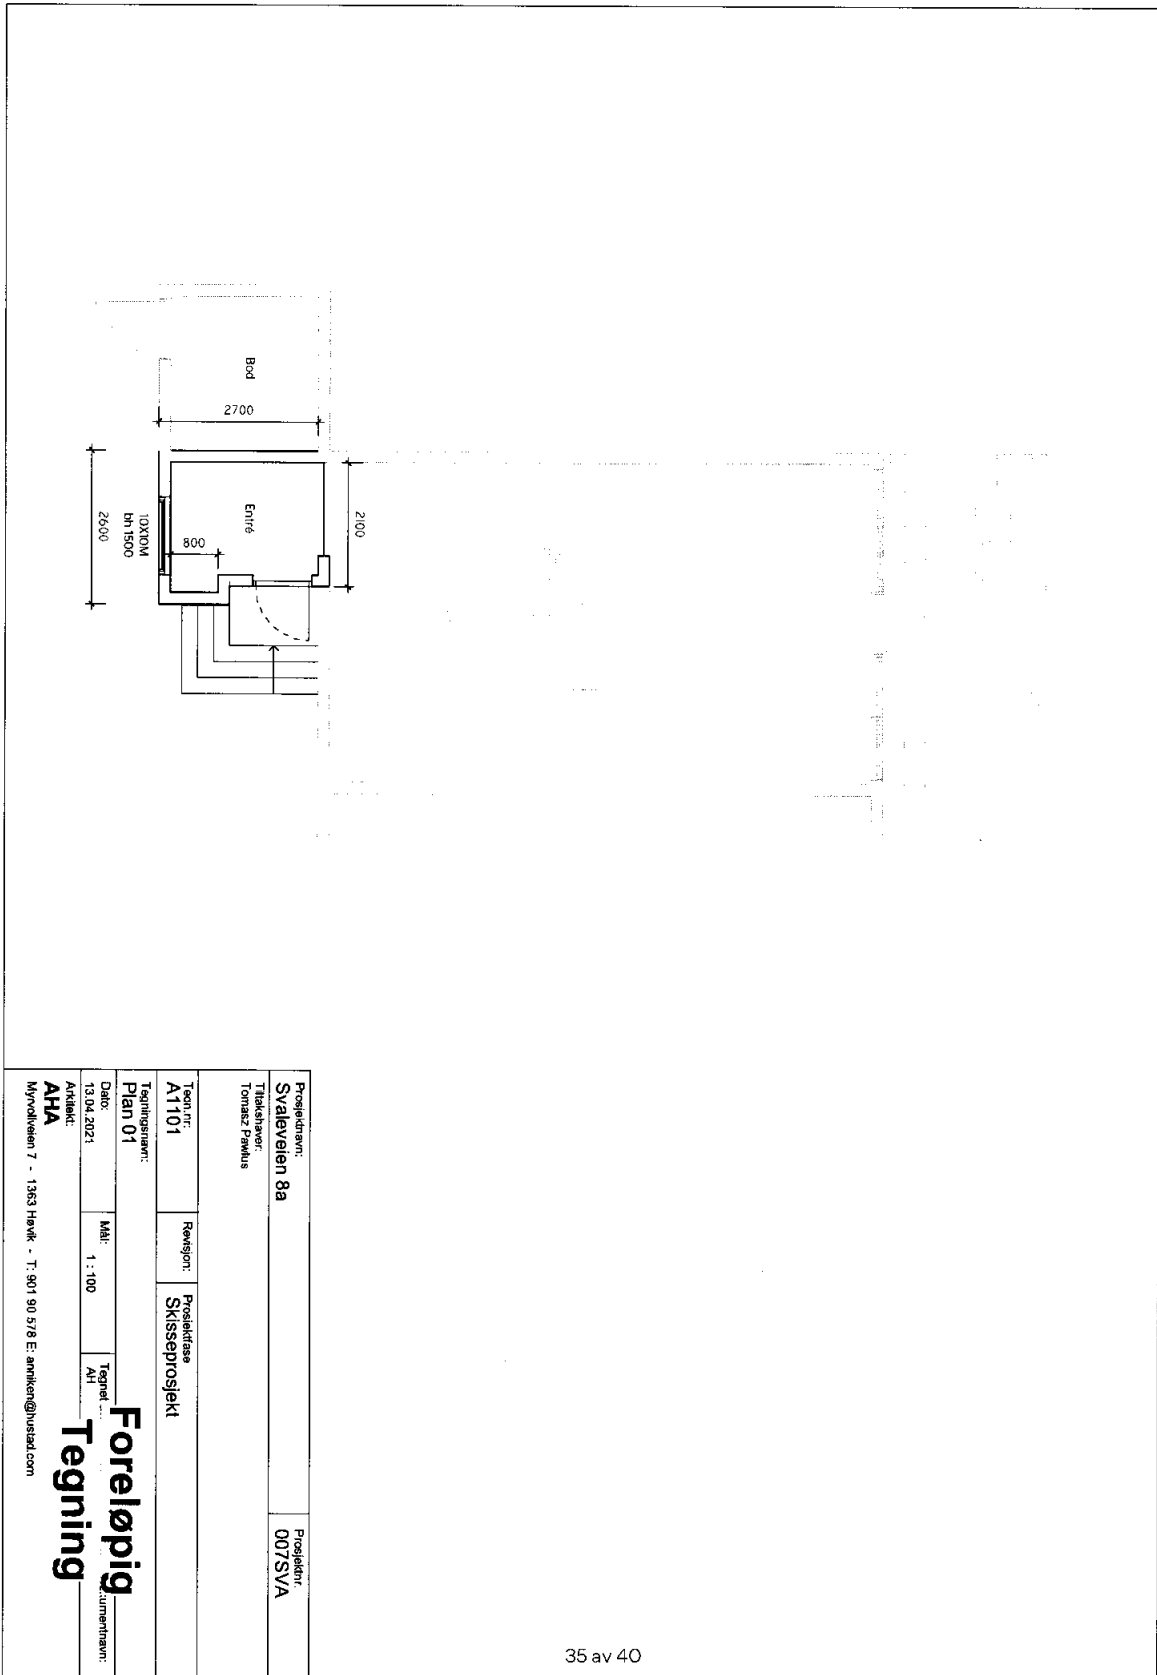 Bod
2700
Entré
2100
800
10X10M
bh1500
2600
Prosjektnavn:
Svaleveien 8a
Prosjektnr.
007SVA
Tiltakshaver:
Tomasz Pawlus
Tegn.nr:
A1101
Revisjon:
Prosjektfase
Skisseprosjekt
Tegningsnavn:
Plan 01
Foreløpig
Tegning
Dato:
13.04.2021
Mål:
1 : 100
Tegnet
AH
umentnavn:
Arkitekt:
AHA
Myrvollveien 7 - 1363 Høvik - T: 901 90 578 E: anniken@hustad.com
35 av 40